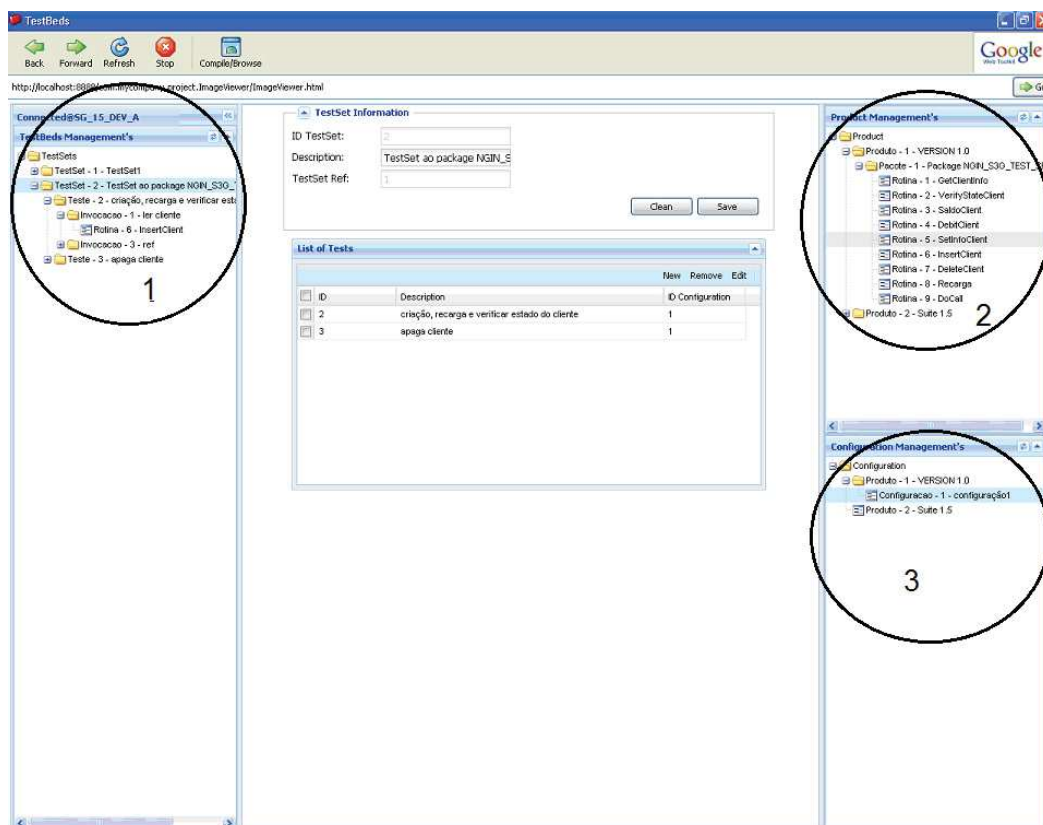 TestBeds
Back Forward Refresh Stop Compile/Browse
Google
Web Toolkit
http://localhost:8888/com.mycompany.project.ImageViewer/ImageViewer.html
Connected@SG_15_DEV_A
TestBeds Management's
TestSets
TestSet - 1 - TestSet1
TestSet - 2 - TestSet ao package NGIN_S3G_
Teste - 2 - criação, recarga e verificar est
Invocacao - 1 - ler cliente
Rotina - 6 - InsertClient
Invocacao - 3 - ref
Teste - 3 - apaga cliente
1
TestSet Information
ID TestSet: 2
Description: TestSet ao package NGIN_S
TestSet Ref: 1
Clean Save
List of Tests
New Remove Edit
ID Description ID Configuration
2 criação, recarga e verificar estado do cliente 1
3 apaga cliente 1
Product Management's
Product
Produto - 1 - VERSION 1.0
Pacote - 1 - Package NGIN_S3G_TEST_
Rotina - 1 - GetClientInfo
Rotina - 2 - VerifyStateClient
Rotina - 3 - SaldoClient
Rotina - 4 - DebitClient
Rotina - 5 - SetInfoClient
Rotina - 6 - InsertClient
Rotina - 7 - DeleteClient
Rotina - 8 - Recarga
Rotina - 9 - DoCall
Produto - 2 - Suite 1.5
2
Configuration Management's
Configuration
Produto - 1 - VERSION 1.0
Configuracao - 1 - configuração1
Produto - 2 - Suite 1.5
3